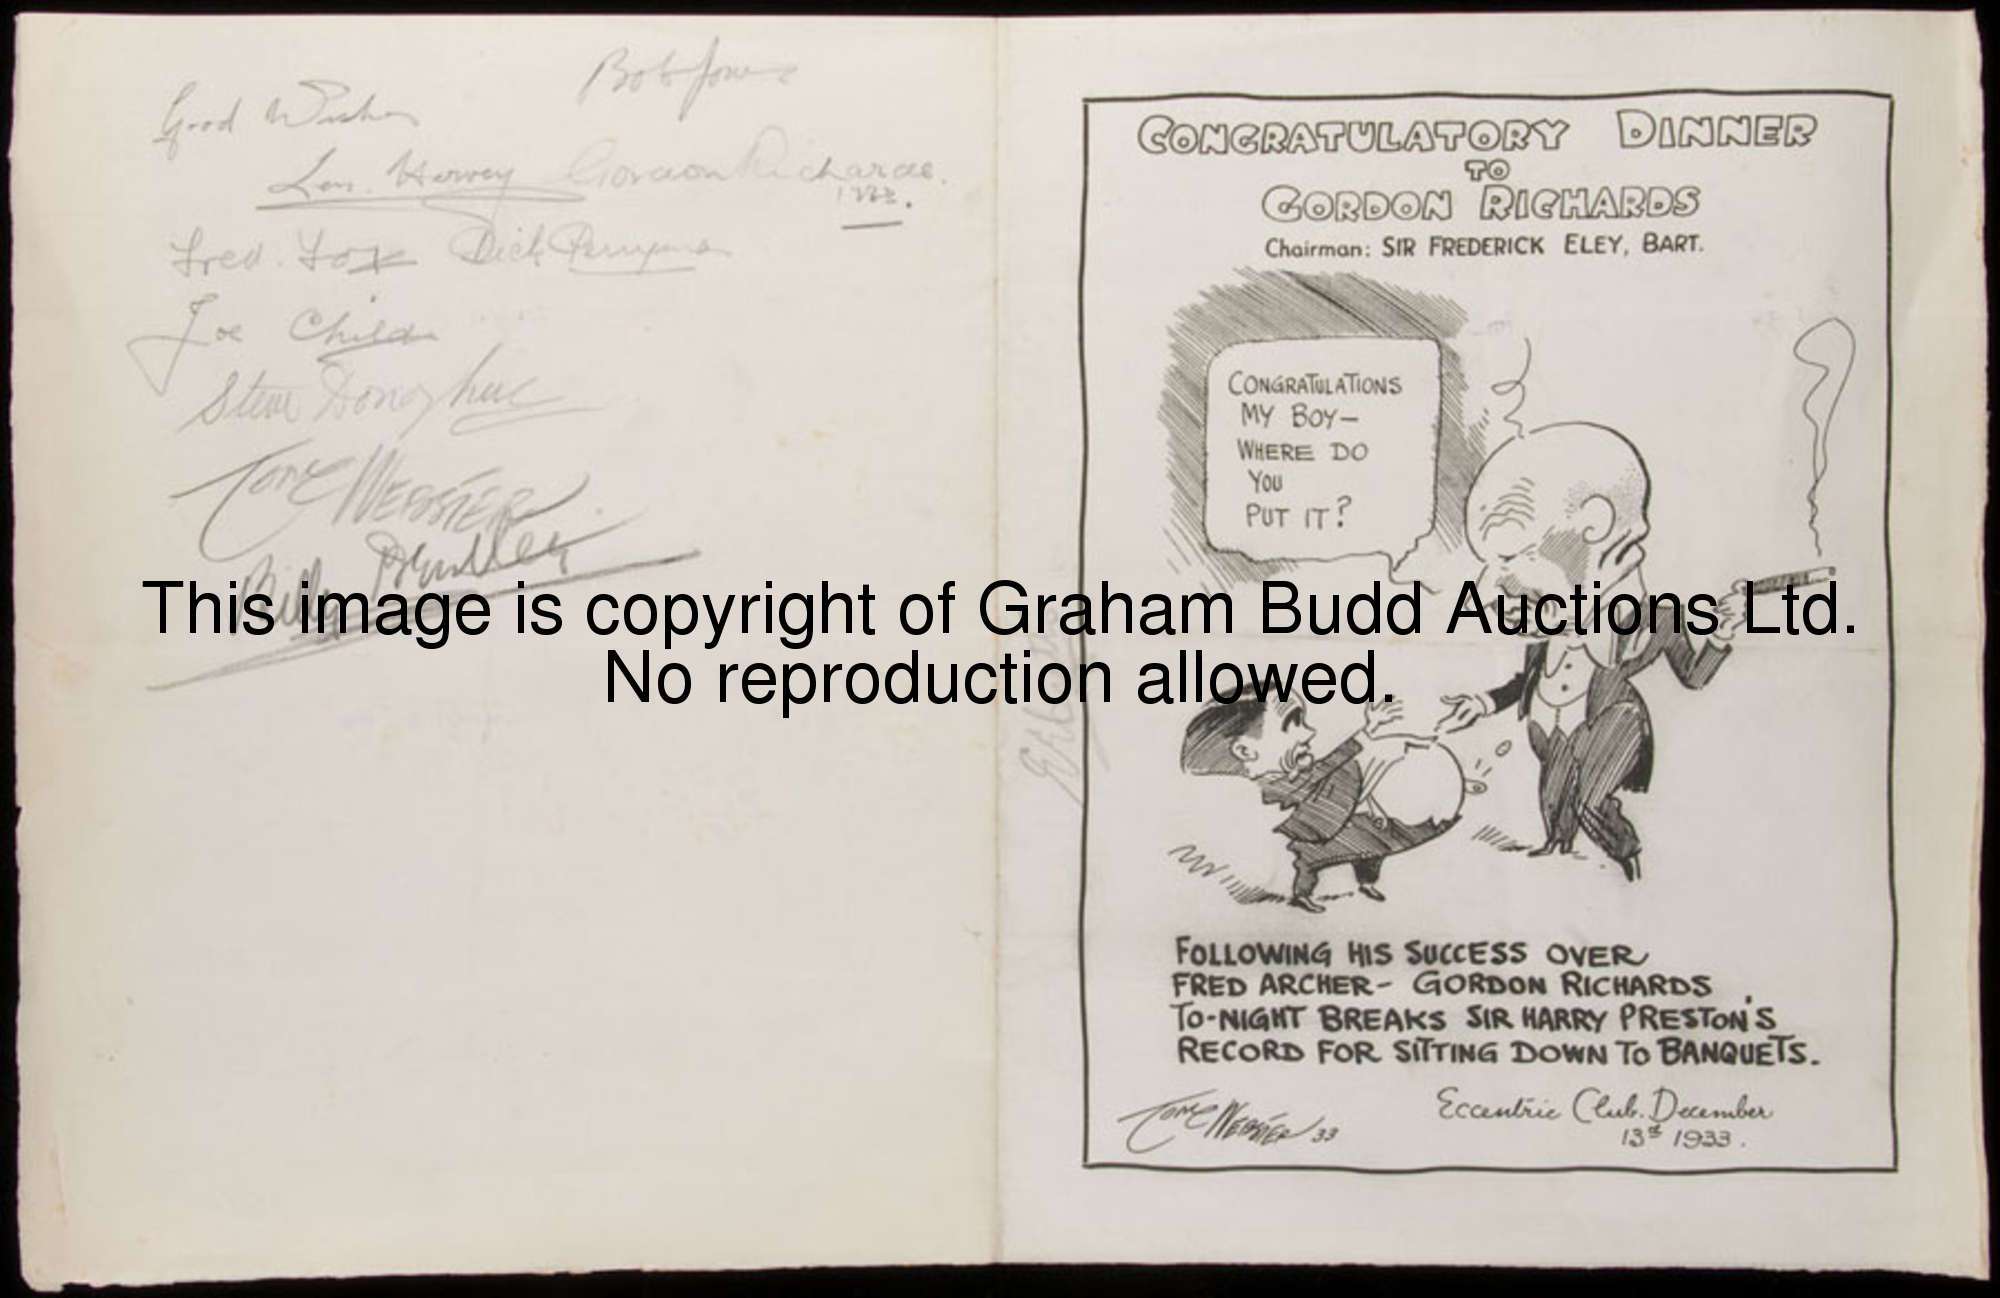 Bob Jones
Good Wishes
Len. Harvey
Gordon Richards.
1933.
Fred. Fox
Dick Perryman
Joe Childs
Steve Donoghue
Tom Webster
Billy
CONGRATULATORY DINNER
TO
GORDON RICHARDS
Chairman: SIR FREDERICK ELEY, BART.
CONGRATULATIONS
MY BOY—
WHERE DO
YOU
PUT IT?
This image is copyright of Graham Budd Auctions Ltd.
No reproduction allowed.
FOLLOWING HIS SUCCESS OVER
FRED ARCHER- GORDON RICHARDS
TO-NIGHT BREAKS SIR HARRY PRESTON'S
RECORD FOR SITTING DOWN TO BANQUETS.
TOM WEBSTER 33
Eccentric Club. December
13th 1933.